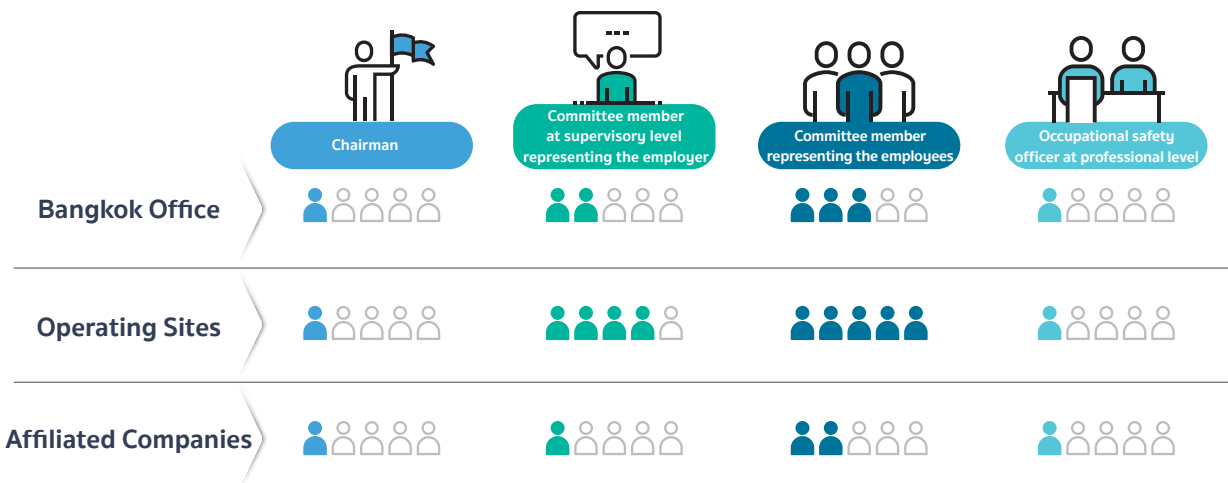 Chairman
Committee member
at supervisory level
representing the employer
Committee member
representing the employees
Occupational safety
officer at professional level
Bangkok Office
Operating Sites
Affiliated Companies